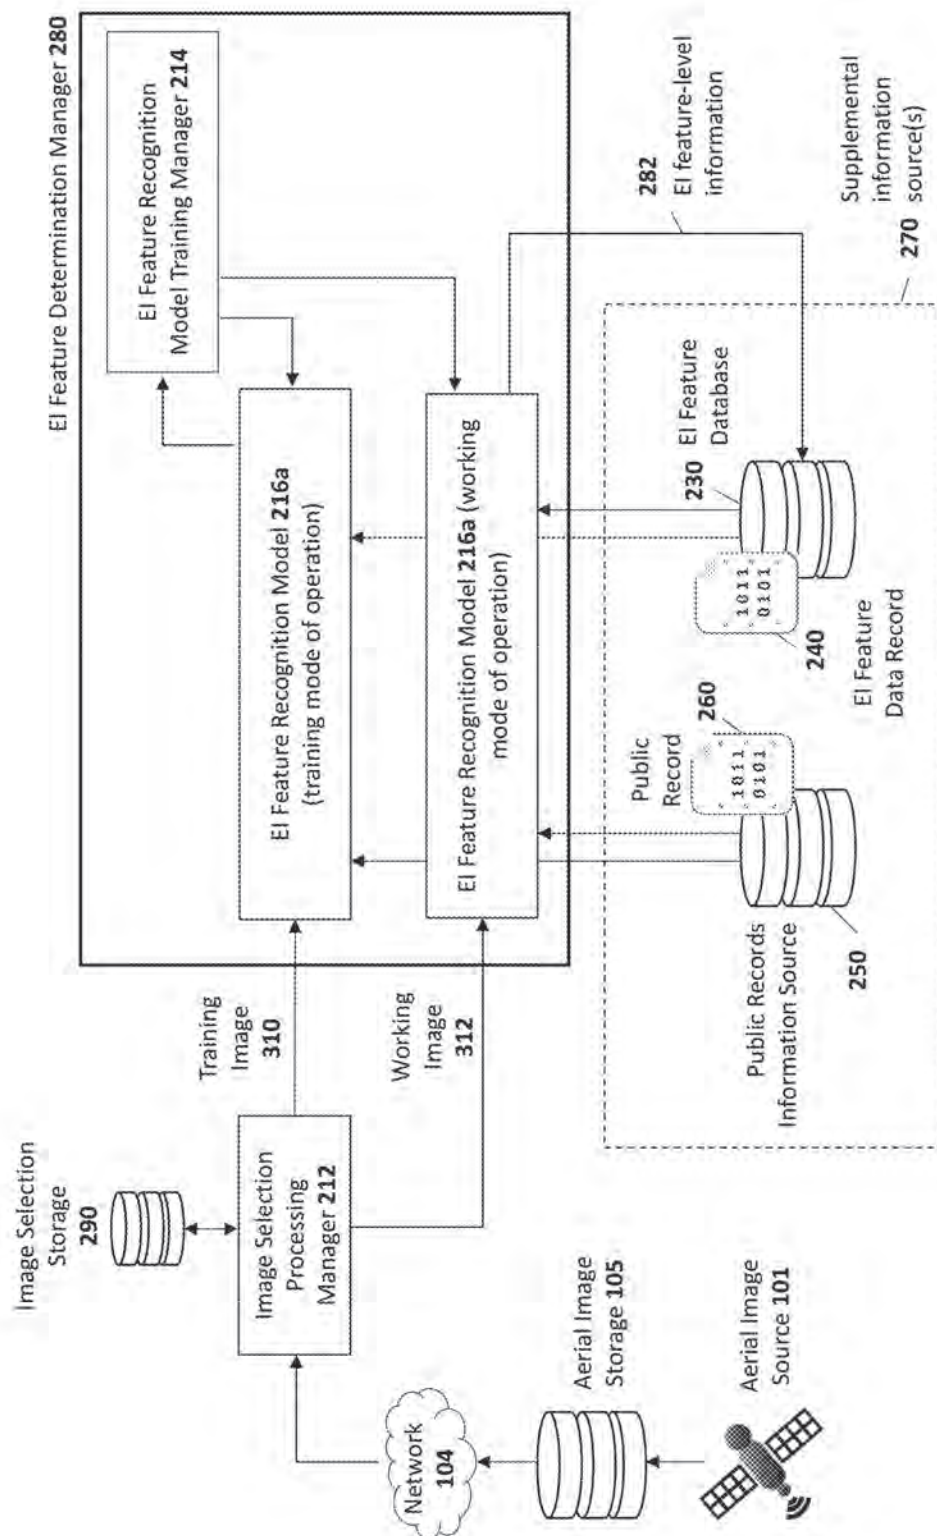 EI Feature Determination Manager 280
Image Selection
Storage
290
EI Feature Recognition
Model Training Manager 214
Training
Image
310
EI Feature Recognition Model 216a
(training mode of operation)
Image Selection
Processing
Manager 212
Working
Image
312
EI Feature Recognition Model 216a (working
mode of operation)
Network
104
282
EI feature-level
information
Aerial Image
Storage 105
Public
Record
260
1011
0101
230
EI Feature
Database
1011
0101
240
EI Feature
Data Record
Supplemental
information
source(s)
270
Aerial Image
Source 101
Public Records
Information Source
250